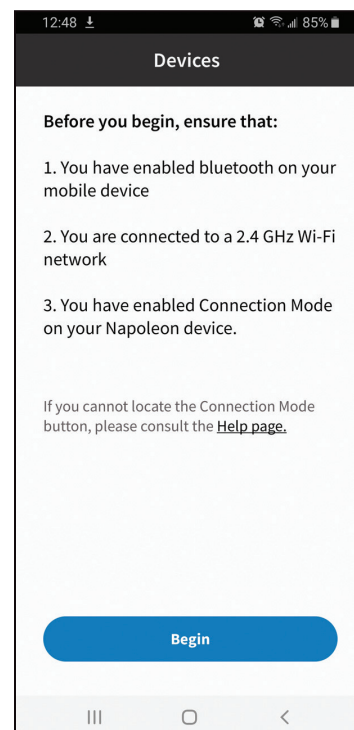 12:48
85%
Devices
Before you begin, ensure that:
1. You have enabled bluetooth on your
mobile device
2. You are connected to a 2.4 GHz Wi-Fi
network
3. You have enabled Connection Mode
on your Napoleon device.
If you cannot locate the Connection Mode
button, please consult the Help page.
Begin